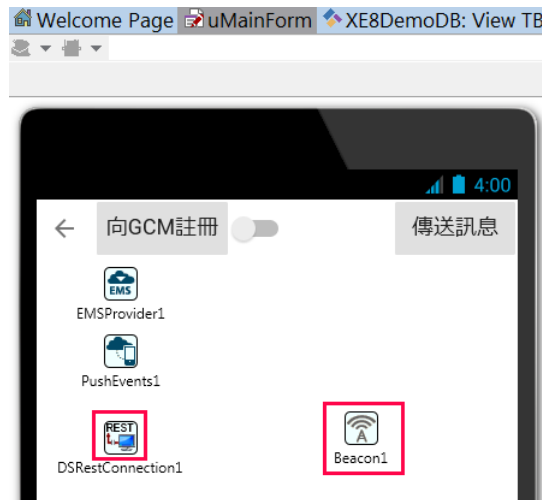 Welcome Page uMainForm XE8DemoDB: View TB
4:00
向GCM註冊 傳送訊息
EMS
EMSProvider1
PushEvents1
REST
A
DSRestConnection1 Beacon1